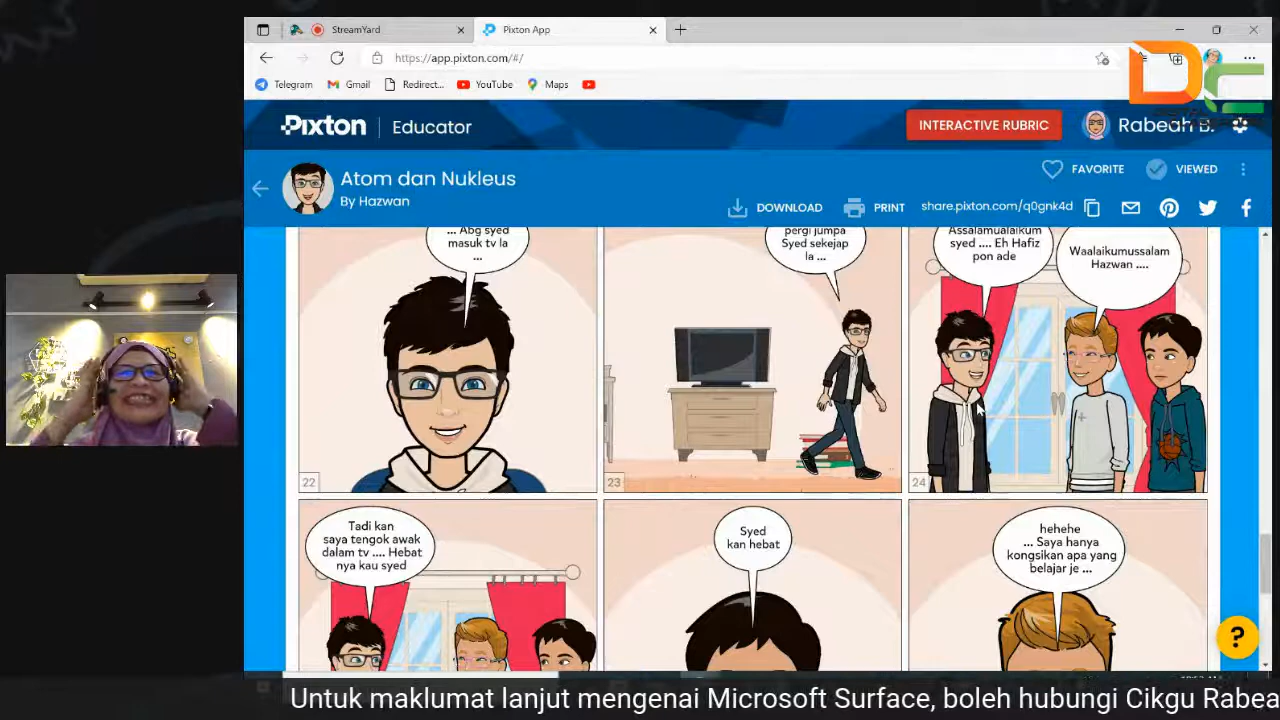 StreamYard
Pixton App
https://app.pixton.com/#/
Telegram
Gmail
Redirect...
YouTube
Maps
DC
Pixton
Educator
INTERACTIVE RUBRIC
Rabeah B.
Atom dan Nukleus
By Hazwan
FAVORITE
VIEWED
DOWNLOAD
PRINT
share.pixton.com/q0gnk4d
... Abg syed
masuk tv la
...
pergi jumpa
Syed sekejap
la ...
Assalamualaikum
syed .... Eh Hafiz
pon ade
Waalaikumussalam
Hazwan ....
22
23
24
Tadi kan
saya tengok awak
dalam tv .... Hebat
nya kau syed
Syed
kan hebat
hehehe
... Saya hanya
kongsikan apa yang
belajar je ...
?
Untuk maklumat lanjut mengenai Microsoft Surface, boleh hubungi Cikgu Rabea